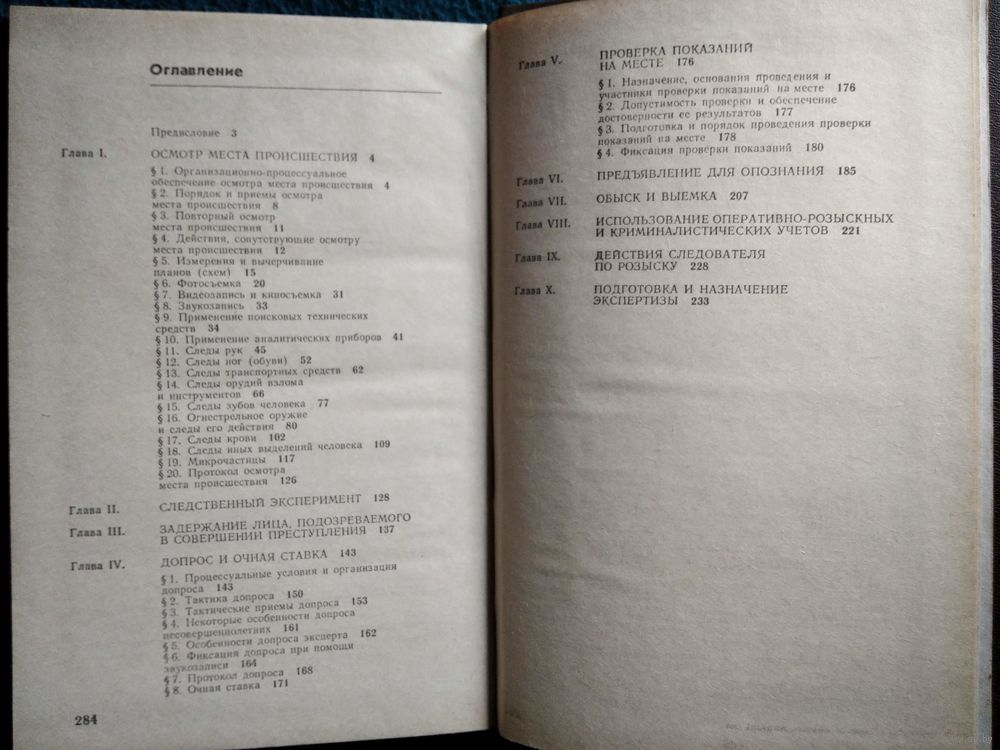 Оглавление
Предисловие 3
Глава I. ОСМОТР МЕСТА ПРОИСШЕСТВИЯ 4
§ 1. Организационно-процессуальное
обеспечение осмотра места происшествия 4
§ 2. Порядок и приемы осмотра
места происшествия 8
§ 3. Повторный осмотр
места происшествия 11
§ 4. Действия, сопутствующие осмотру
места происшествия 12
§ 5. Измерения и вычерчивание
планов (схем) 15
§ 6. Фотосъемка 20
§ 7. Видеозапись и киносъемка 31
§ 8. Звукозапись 33
§ 9. Применение поисковых технических
средств 34
§ 10. Применение аналитических приборов 41
§ 11. Следы рук 45
§ 12. Следы ног (обуви) 52
§ 13. Следы транспортных средств 62
§ 14. Следы орудий взлома
и инструментов 66
§ 15. Следы зубов человека 77
§ 16. Огнестрельное оружие
и следы его действия 80
§ 17. Следы крови 102
§ 18. Следы иных выделений человека 109
§ 19. Микрочастицы 117
§ 20. Протокол осмотра
места происшествия 126
Глава II. СЛЕДСТВЕННЫЙ ЭКСПЕРИМЕНТ 128
Глава III. ЗАДЕРЖАНИЕ ЛИЦА, ПОДОЗРЕВАЕМОГО
В СОВЕРШЕНИИ ПРЕСТУПЛЕНИЯ 137
Глава IV. ДОПРОС И ОЧНАЯ СТАВКА 143
§ 1. Процессуальные условия и организация
допроса 143
§ 2. Тактика допроса 150
§ 3. Тактические приемы допроса 153
§ 4. Некоторые особенности допроса
несовершеннолетних 161
§ 5. Особенности допроса эксперта 162
§ 6. Фиксация допроса при помощи
звукозаписи 164
§ 7. Протокол допроса 168
§ 8. Очная ставка 171
284
Глава V. ПРОВЕРКА ПОКАЗАНИЙ
НА МЕСТЕ 176
§ 1. Назначение, основания проведения и
участники проверки показаний на месте 176
§ 2. Допустимость проверки и обеспечение
достоверности ее результатов 177
§ 3. Подготовка и порядок проведения проверки
показаний на месте 178
§ 4. Фиксация проверки показаний 180
Глава VI. ПРЕДЪЯВЛЕНИЕ ДЛЯ ОПОЗНАНИЯ 185
Глава VII. ОБЫСК И ВЫЕМКА 207
Глава VIII. ИСПОЛЬЗОВАНИЕ ОПЕРАТИВНО-РОЗЫСКНЫХ
И КРИМИНАЛИСТИЧЕСКИХ УЧЕТОВ 221
Глава IX. ДЕЙСТВИЯ СЛЕДОВАТЕЛЯ
ПО РОЗЫСКУ 228
Глава X. ПОДГОТОВКА И НАЗНАЧЕНИЕ
ЭКСПЕРТИЗЫ 233